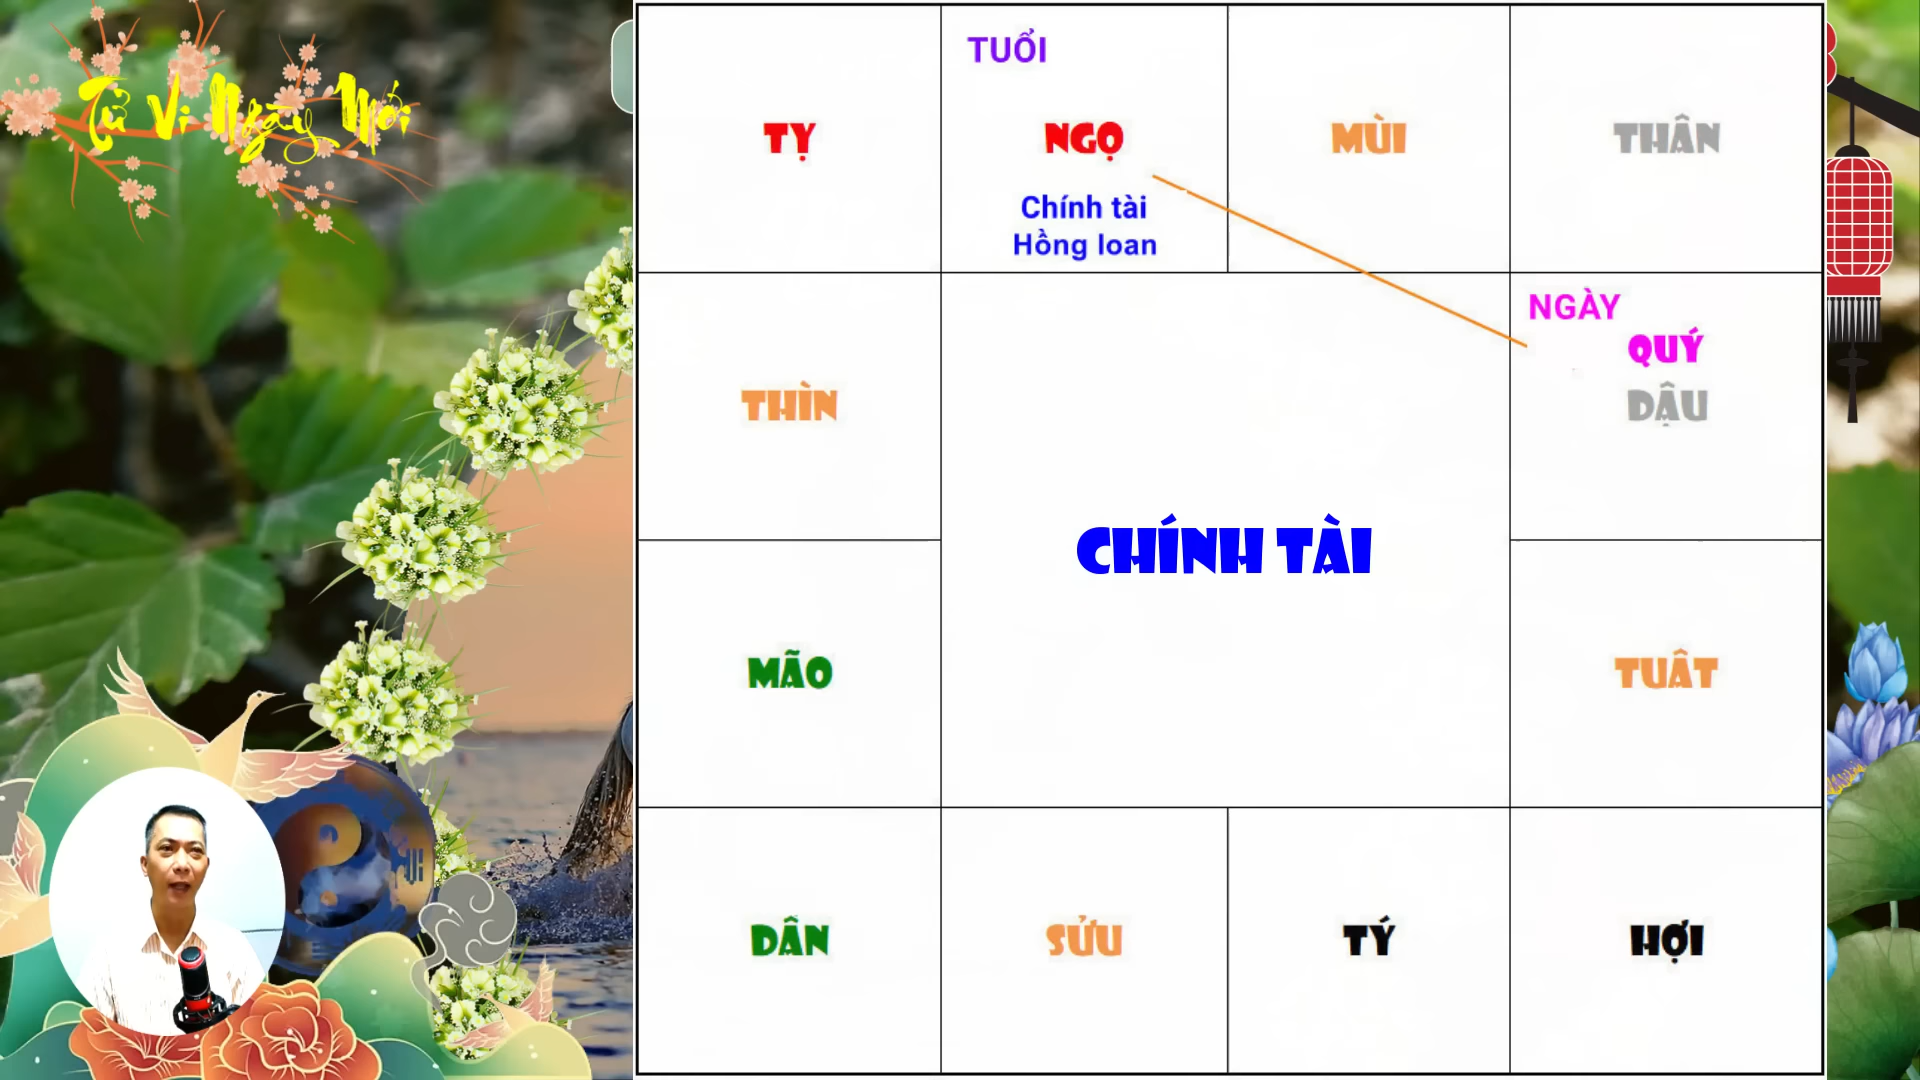 Tử Vi Ngày Mới
TUỔI
TỴ
NGỌ
MÙI
THÂN
Chính tài
Hồng loan
NGÀY
QUÝ
THÌN
DẬU
CHÍNH TÀI
MÃO
TUẤT
DẦN
SỬU
TÝ
HỢI